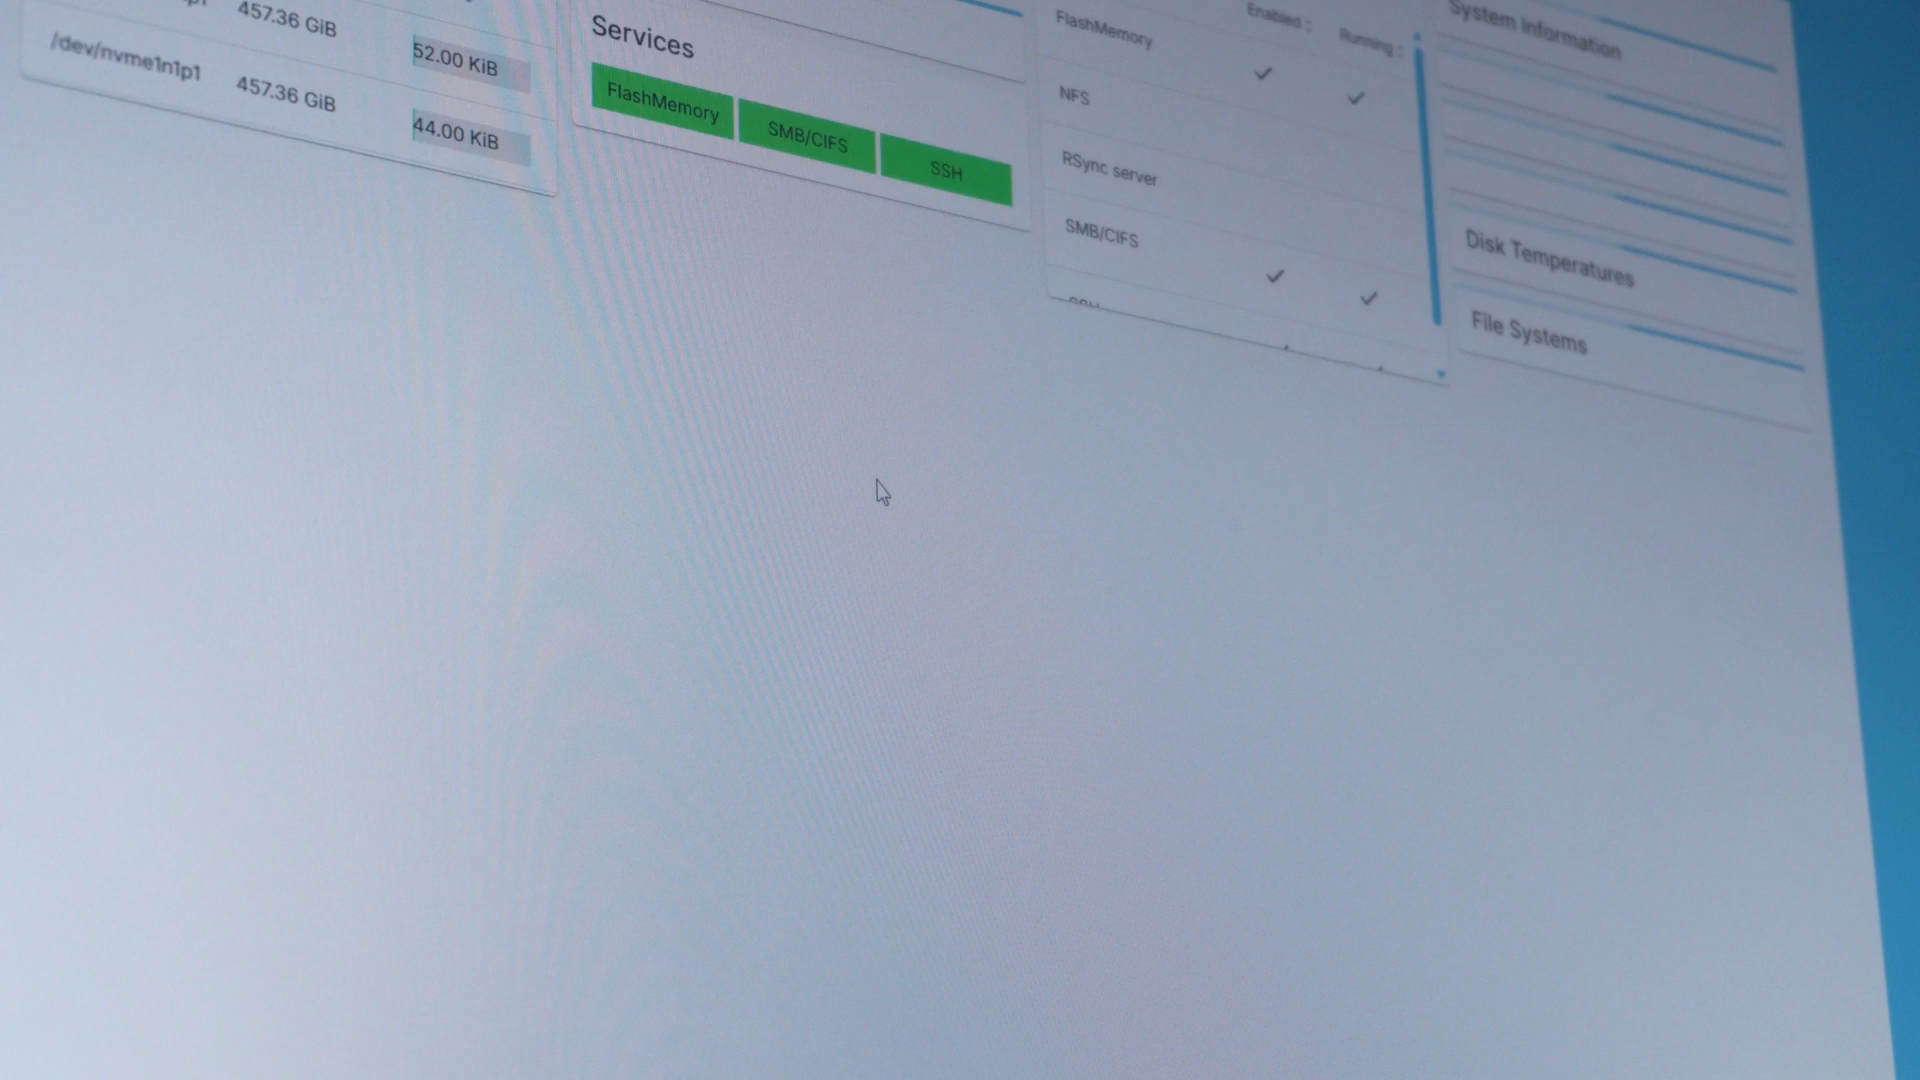 457.36 GiB
52.00 KiB
/dev/nvme1n1p1
457.36 GiB
44.00 KiB
Services
FlashMemory
SMB/CIFS
SSH
Enabled
Running
FlashMemory
NFS
RSync server
SMB/CIFS
System Information
Disk Temperatures
File Systems